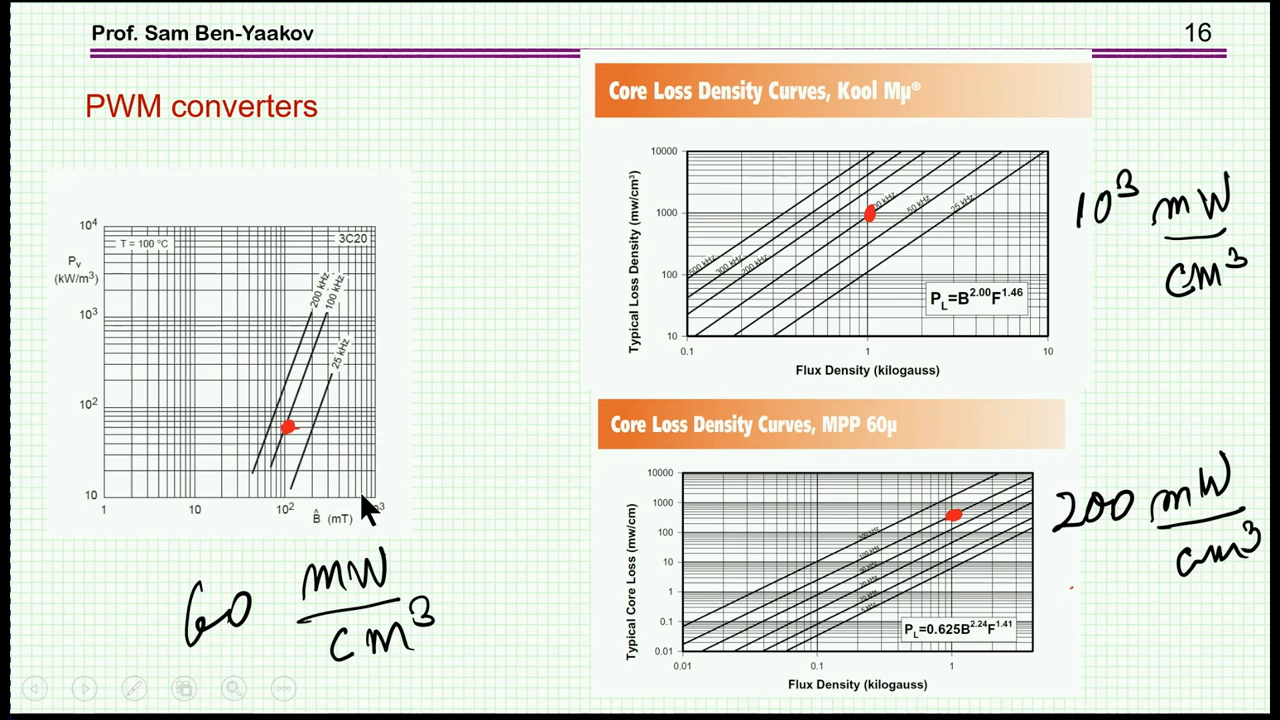 Prof. Sam Ben-Yaakov
16
PWM converters
10⁴
Pv
(kW/m³)
10³
10²
10
T = 100 °C
3C20
200 kHz
100 kHz
25 kHz
1
10
10²
B̂ (mT)
60 mW/cm³
Core Loss Density Curves, Kool Mµ®
Typical Loss Density (mw/cm³)
10000
1000
100
10
500 kHz
300 kHz
200 kHz
50 kHz
25 kHz
P_L=B^2.00F^1.46
0.1
1
10
Flux Density (kilogauss)
10³ mW/cm³
Core Loss Density Curves, MPP 60µ
Typical Core Loss (mw/cm)
10000
1000
100
10
1
0.1
0.01
100 kHz
P_L=0.625B^2.24F^1.41
0.01
0.1
1
Flux Density (kilogauss)
200 mW/cm³